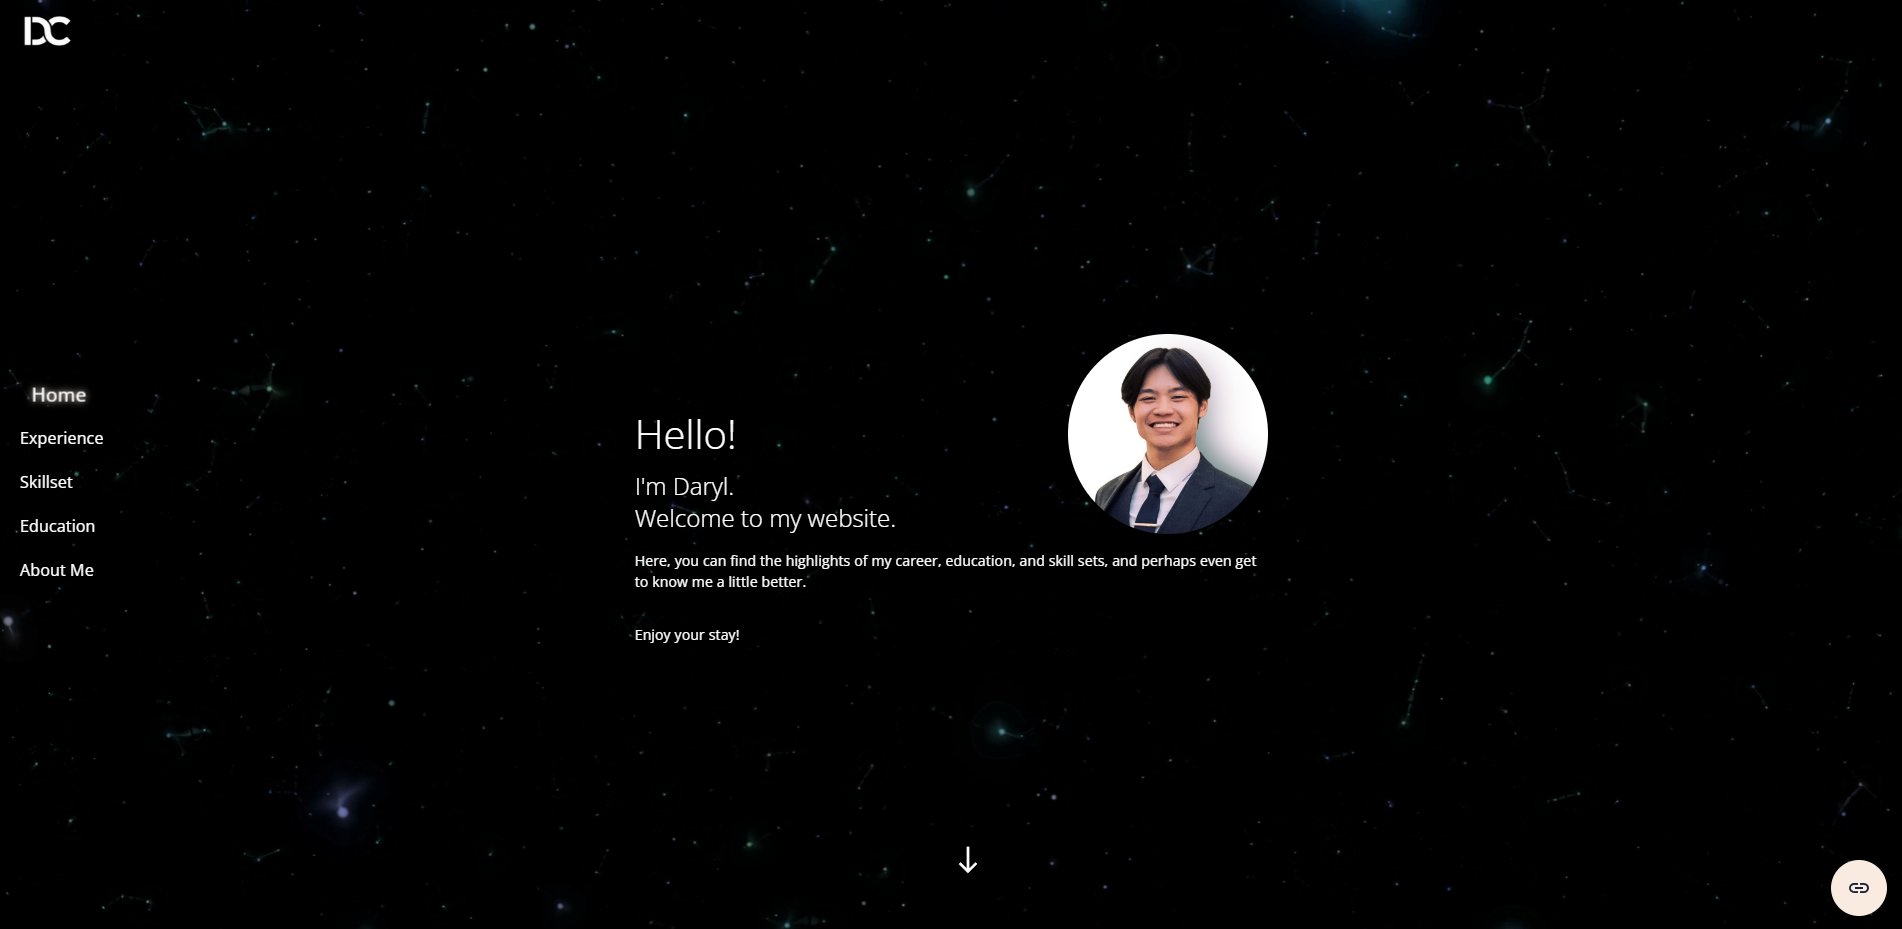 DC
Home
Experience
Skillset
Education
About Me
Hello!
I'm Daryl.
Welcome to my website.
Here, you can find the highlights of my career, education, and skill sets, and perhaps even get
to know me a little better.
Enjoy your stay!